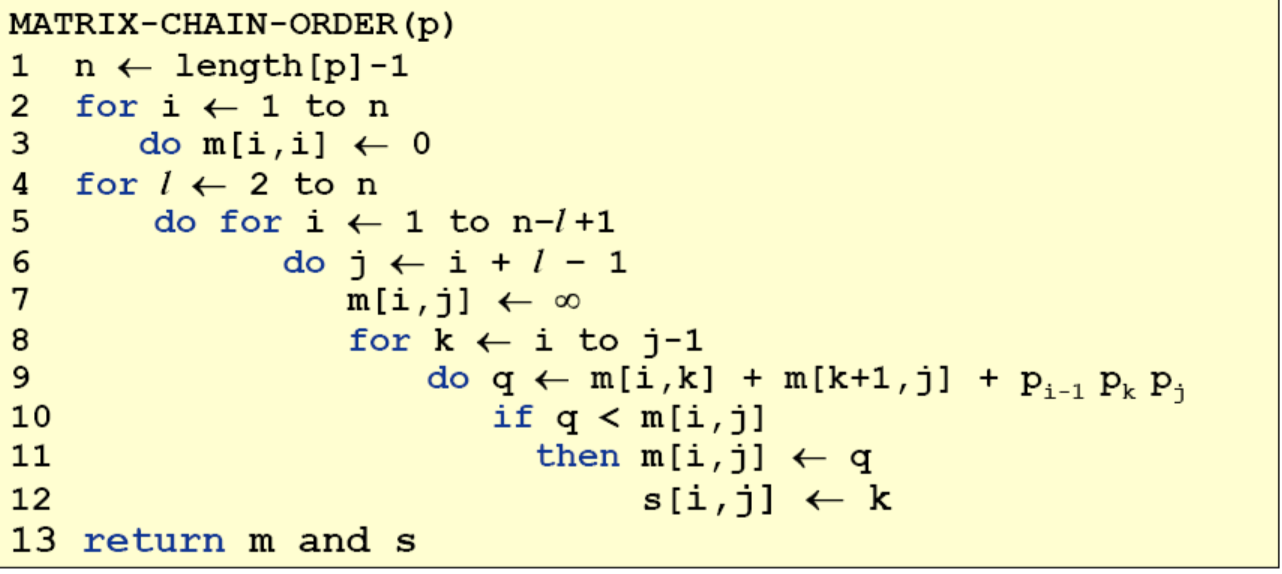 MATRIX-CHAIN-ORDER(p)
1 n ← length[p]-1
2 for i ← 1 to n
3 do m[i,i] ← 0
4 for l ← 2 to n
5 do for i ← 1 to n-l+1
6 do j ← i + l - 1
7 m[i,j] ← ∞
8 for k ← i to j-1
9 do q ← m[i,k] + m[k+1,j] + p_{i-1} p_k p_j
10 if q < m[i,j]
11 then m[i,j] ← q
12 s[i,j] ← k
13 return m and s